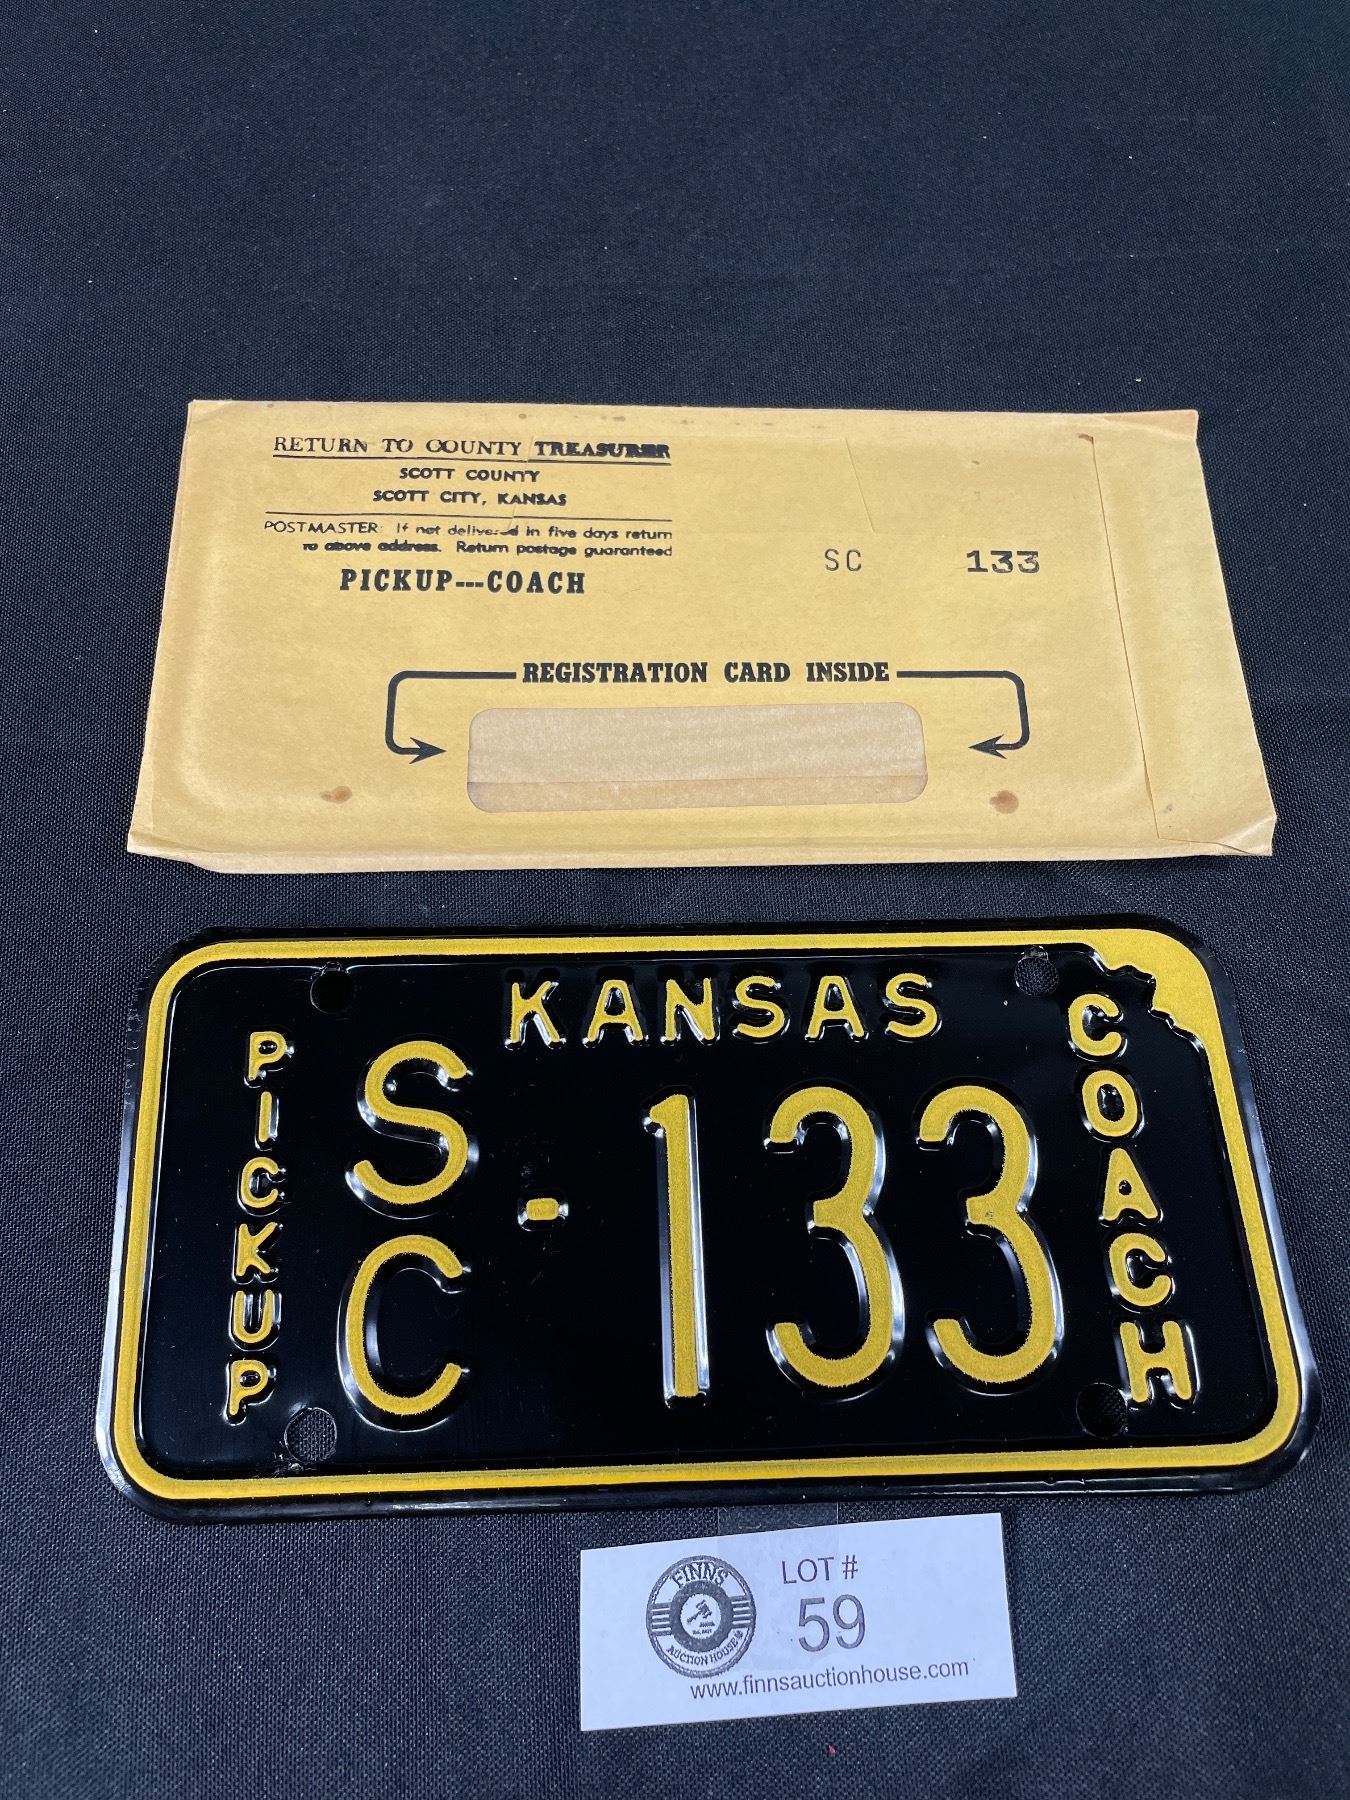 RETURN TO COUNTY TREASURER
SCOTT COUNTY
SCOTT CITY, KANSAS
POSTMASTER: If not delivered in five days return
to above address. Return postage guaranteed
PICKUP---COACH
SC 133
REGISTRATION CARD INSIDE
KANSAS
PICKUP
SC-133
COACH
FINNS
AUCTION HOUSE
LOT #
59
www.finnsauctionhouse.com